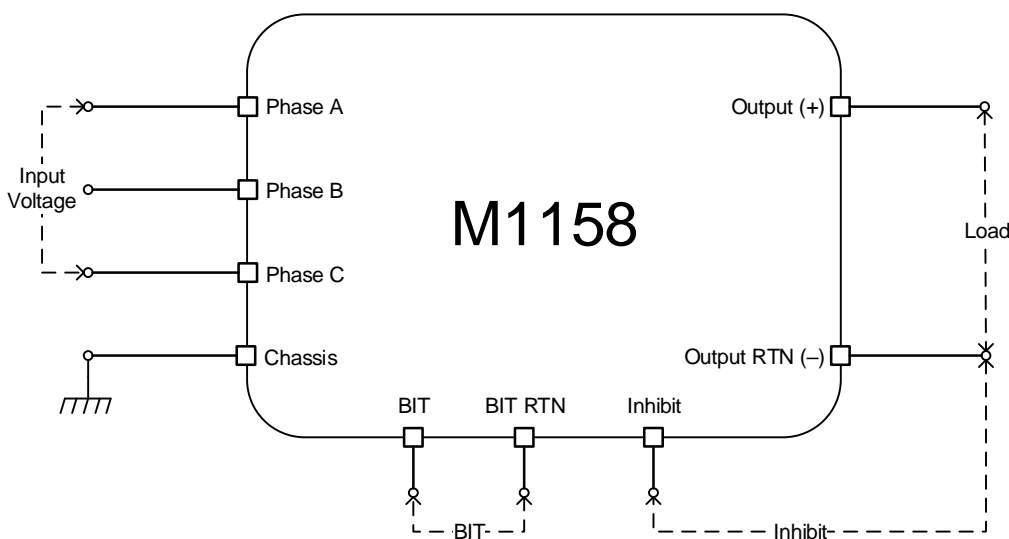 Phase A
Output (+)
Input
Voltage
Phase B
M1158
Load
Phase C
Chassis
Output RTN (–)
BIT
BIT RTN
Inhibit
BIT
Inhibit